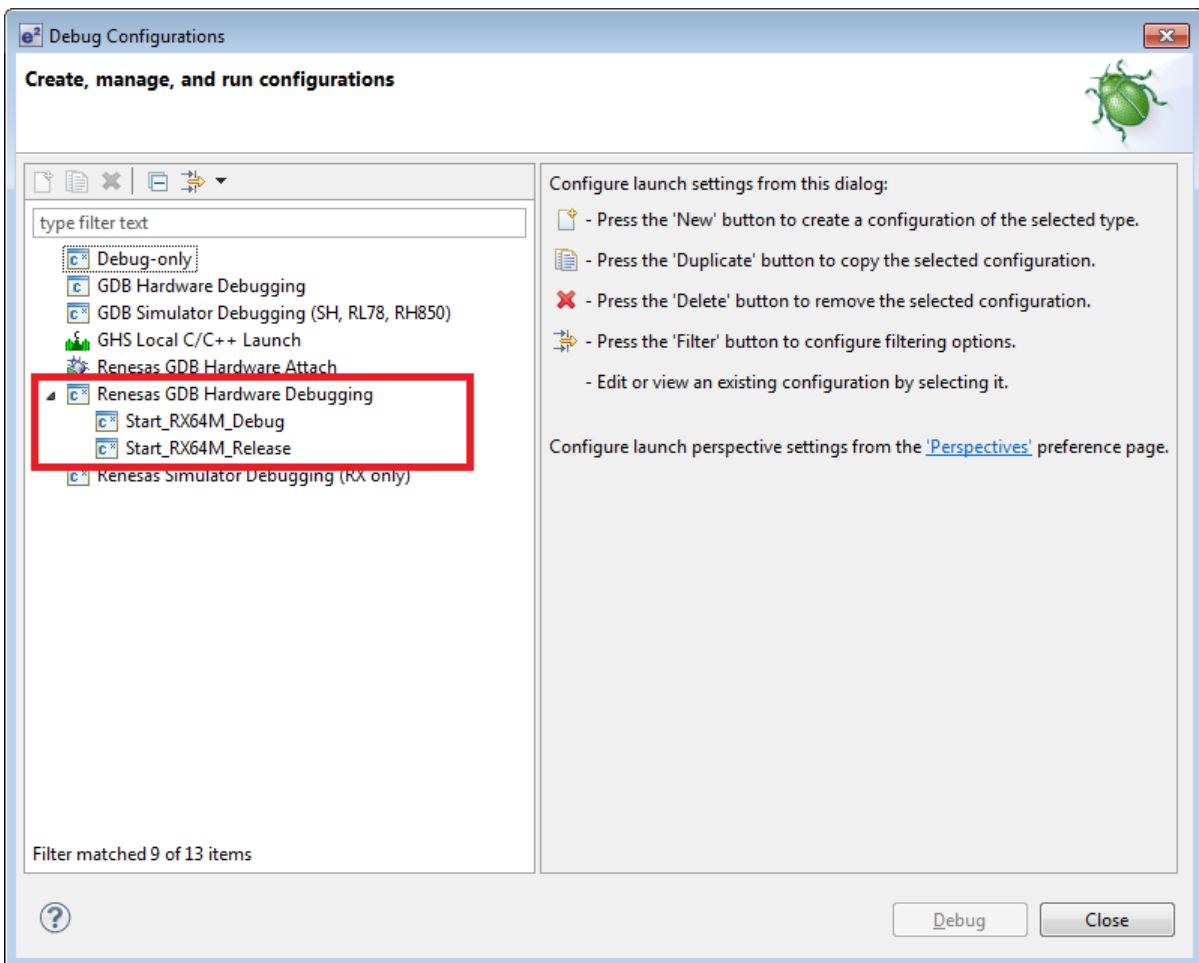 e² Debug Configurations
Create, manage, and run configurations
type filter text
Debug-only
GDB Hardware Debugging
GDB Simulator Debugging (SH, RL78, RH850)
GHS Local C/C++ Launch
Renesas GDB Hardware Attach
Renesas GDB Hardware Debugging
Start_RX64M_Debug
Start_RX64M_Release
Renesas Simulator Debugging (RX only)
Filter matched 9 of 13 items
Configure launch settings from this dialog:
- Press the 'New' button to create a configuration of the selected type.
- Press the 'Duplicate' button to copy the selected configuration.
- Press the 'Delete' button to remove the selected configuration.
- Press the 'Filter' button to configure filtering options.
- Edit or view an existing configuration by selecting it.
Configure launch perspective settings from the 'Perspectives' preference page.
?
Debug
Close